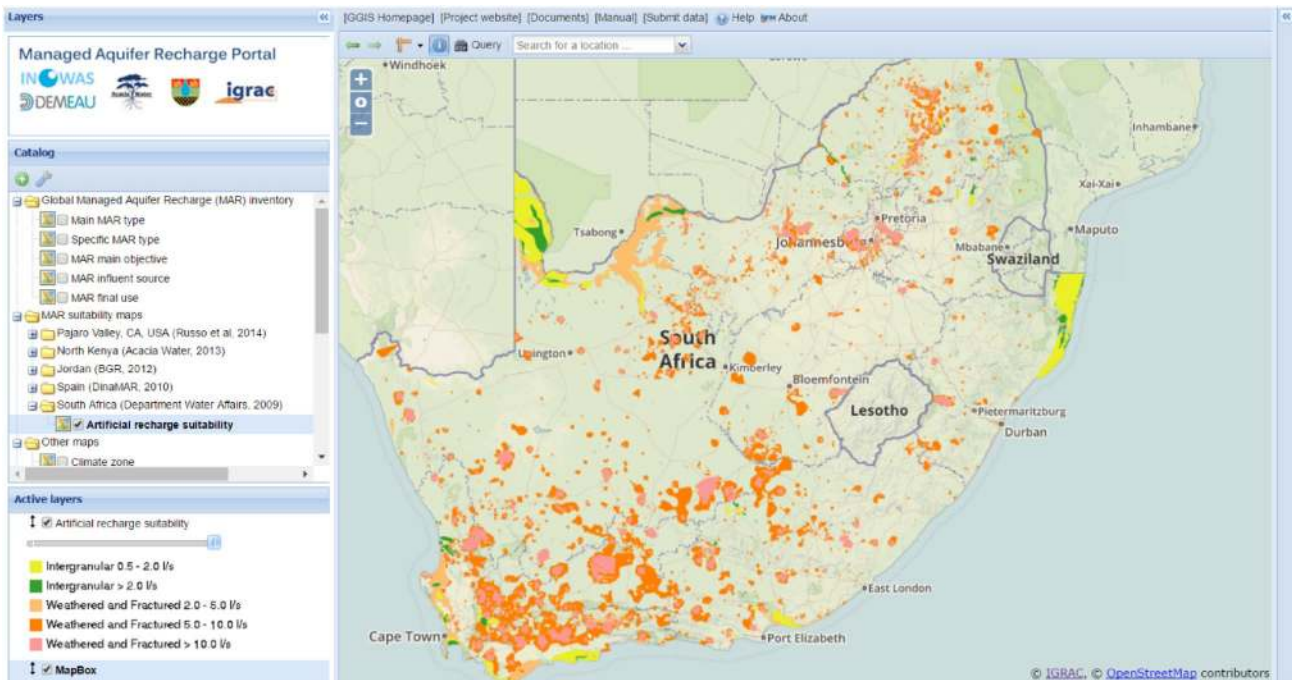 Layers
[GGIS Homepage] [Project website] [Documents] [Manual] [Submit data] Help About
Managed Aquifer Recharge Portal
INOWAS
DEMEAU
igrac
Query Search for a location ...
Catalog
Global Managed Aquifer Recharge (MAR) inventory
Main MAR type
Specific MAR type
MAR main objective
MAR influent source
MAR final use
MAR suitability maps
Pajaro Valley, CA, USA (Russo et al, 2014)
North Kenya (Acacia Water, 2013)
Jordan (BGR, 2012)
Spain (DinaMAR, 2010)
South Africa (Department Water Affairs, 2009)
Artificial recharge suitability
Other maps
Climate zone
Active layers
Artificial recharge suitability
Intergranular 0.5 - 2.0 l/s
Intergranular > 2.0 l/s
Weathered and Fractured 2.0 - 5.0 l/s
Weathered and Fractured 5.0 - 10.0 l/s
Weathered and Fractured > 10.0 l/s
MapBox
Windhoek
Inhambane
Xai-Xai
Pretoria
Tsabong
Johannesburg
Maputo
Mbabane
Swaziland
South
Africa
Upington
Kimberley
Bloemfontein
Lesotho
Pietermaritzburg
Durban
East London
Cape Town
Port Elizabeth
© IGRAC, © OpenStreetMap contributors